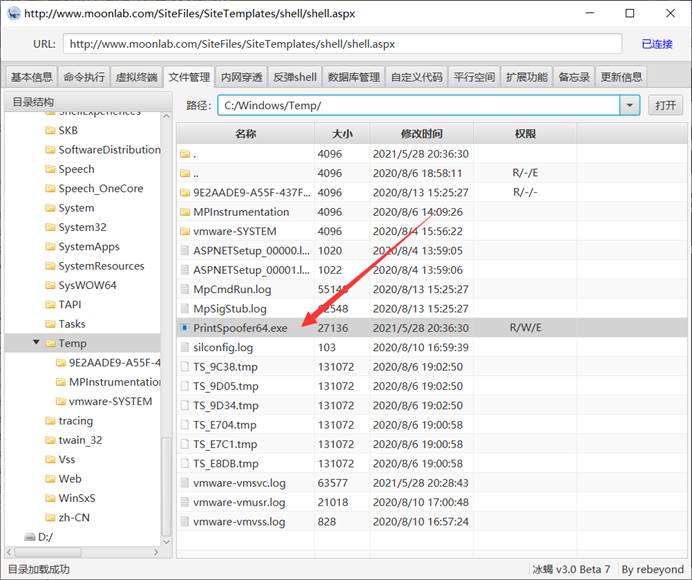 http://www.moonlab.com/SiteFiles/SiteTemplates/shell/shell.aspx
URL: http://www.moonlab.com/SiteFiles/SiteTemplates/shell/shell.aspx 已连接
基本信息 命令执行 虚拟终端 文件管理 内网穿透 反弹shell 数据库管理 自定义代码 平行空间 扩展功能 备忘录 更新信息
目录结构
ShellExperiences
SKB
SoftwareDistribution
Speech
Speech_OneCore
System
System32
SystemApps
SystemResources
SysWOW64
TAPI
Tasks
Temp
9E2AADE9-A55F-4
MPInstrumentation
vmware-SYSTEM
tracing
twain_32
Vss
Web
WinSxS
zh-CN
D:/
路径: C:/Windows/Temp/ 打开
名称 大小 修改时间 权限
. 4096 2021/5/28 20:36:30
.. 4096 2020/8/6 18:58:11 R/-/E
9E2AADE9-A55F-437F... 4096 2020/8/13 15:25:27 R/-/-
MPInstrumentation 4096 2020/8/6 14:09:26
vmware-SYSTEM 4096 2020/8/4 15:56:22
ASPNETSetup_00000.l... 1020 2020/8/4 13:59:05
ASPNETSetup_00001.l... 1022 2020/8/4 13:59:06
MpCmdRun.log 2020/8/13 15:25:27
MpSigStub.log 2020/8/13 15:25:27
PrintSpoofer64.exe 27136 2021/5/28 20:36:30 R/W/E
silconfig.log 103 2020/8/10 16:59:39
TS_9C38.tmp 131072 2020/8/6 19:02:50
TS_9D05.tmp 131072 2020/8/6 19:02:50
TS_9D34.tmp 131072 2020/8/6 19:02:50
TS_E704.tmp 131072 2020/8/6 19:00:58
TS_E7C1.tmp 131072 2020/8/6 19:00:58
TS_E8DB.tmp 131072 2020/8/6 19:00:58
vmware-vmsvc.log 63577 2021/5/28 20:28:43
vmware-vmusr.log 21018 2020/8/10 17:00:48
vmware-vmvss.log 828 2020/8/10 16:57:24
目录加载成功 冰蝎 v3.0 Beta 7 By rebeyond